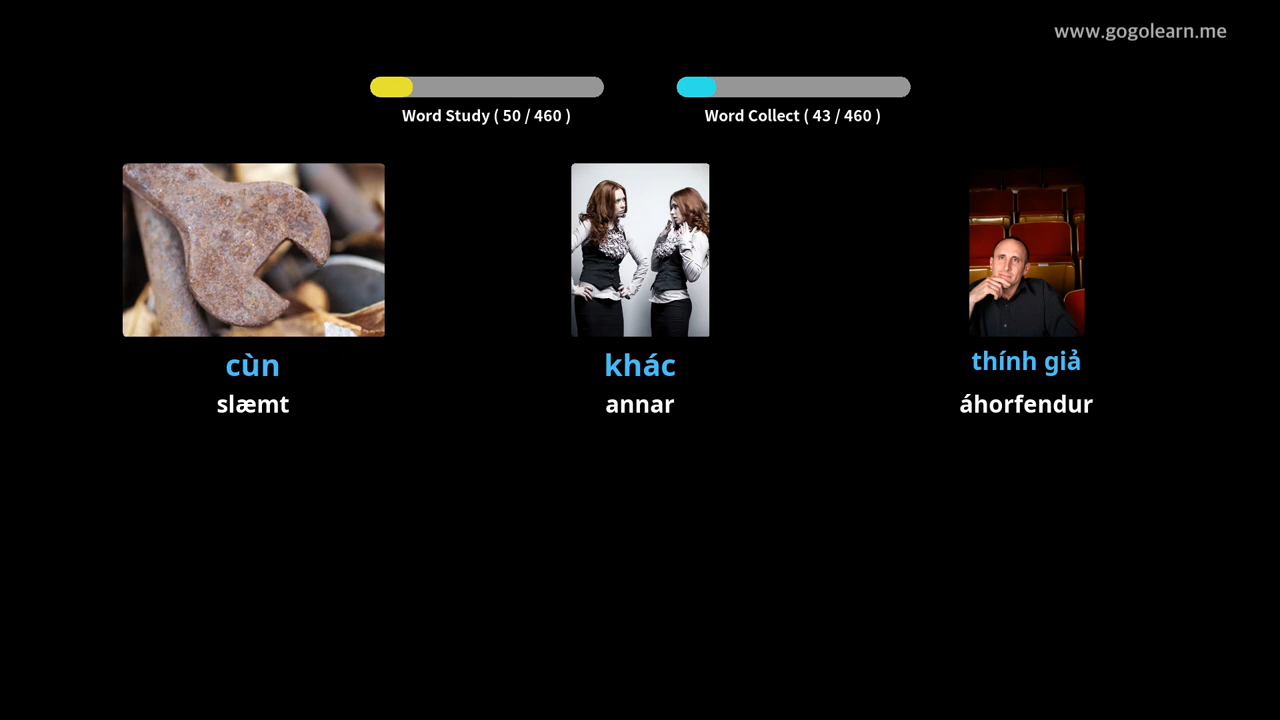 www.gogolearn.me
Word Study ( 50 / 460 )
Word Collect ( 43 / 460 )
cùn
khác
thính giả
slæmt
annar
áhorfendur